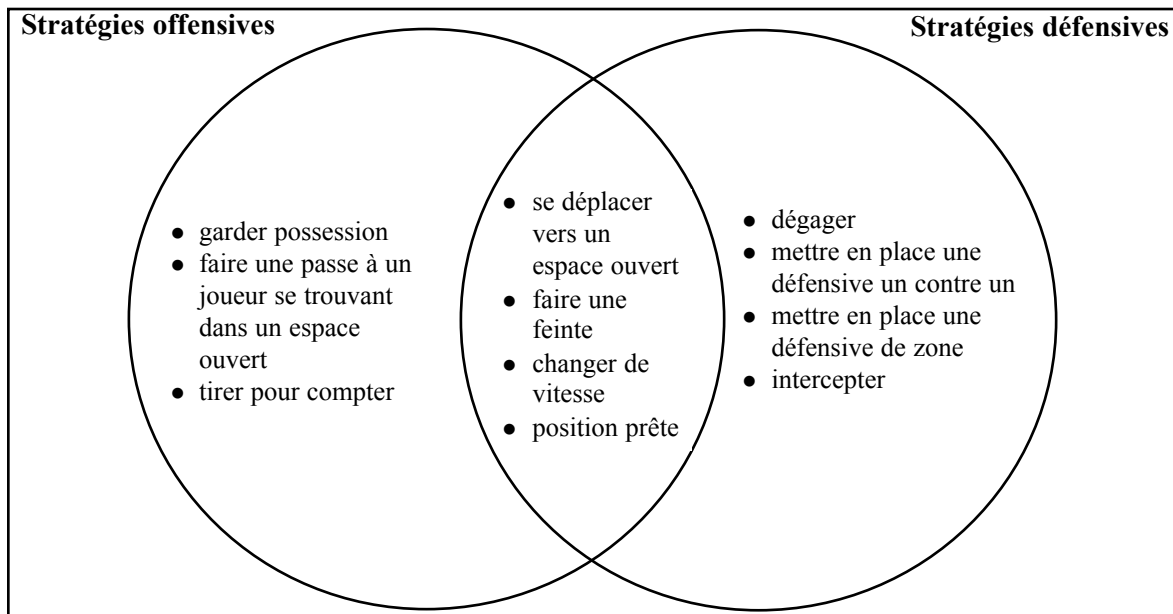 Stratégies offensives
Stratégies défensives
● garder possession
● faire une passe à un
joueur se trouvant
dans un espace
ouvert
● tirer pour compter
● se déplacer
vers un
espace ouvert
● faire une
feinte
● changer de
vitesse
● position prête
● dégager
● mettre en place une
défensive un contre un
● mettre en place une
défensive de zone
● intercepter